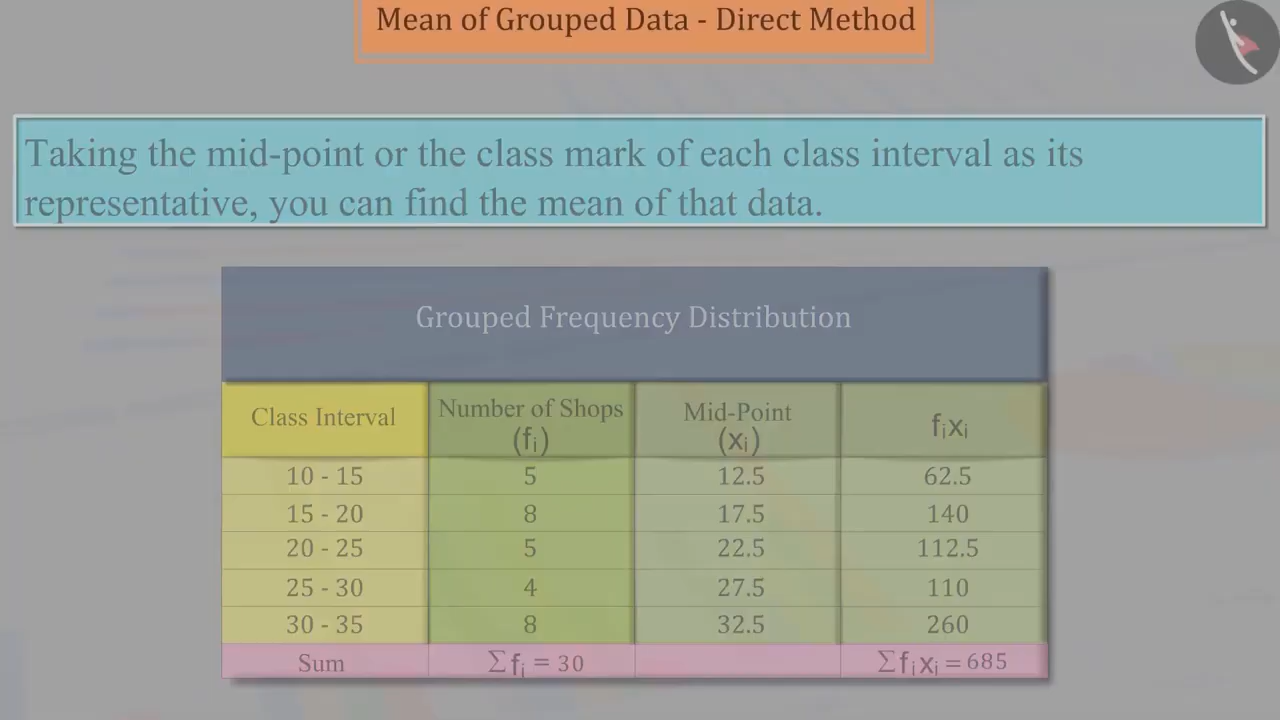 Mean of Grouped Data - Direct Method
Taking the mid-point or the class mark of each class interval as its
representative, you can find the mean of that data.
Grouped Frequency Distribution
Class Interval Number of Shops (fᵢ) Mid-Point (xᵢ) fᵢxᵢ
10 - 15 5 12.5 62.5
15 - 20 8 17.5 140
20 - 25 5 22.5 112.5
25 - 30 4 27.5 110
30 - 35 8 32.5 260
Sum ∑fᵢ = 30 ∑fᵢxᵢ = 685